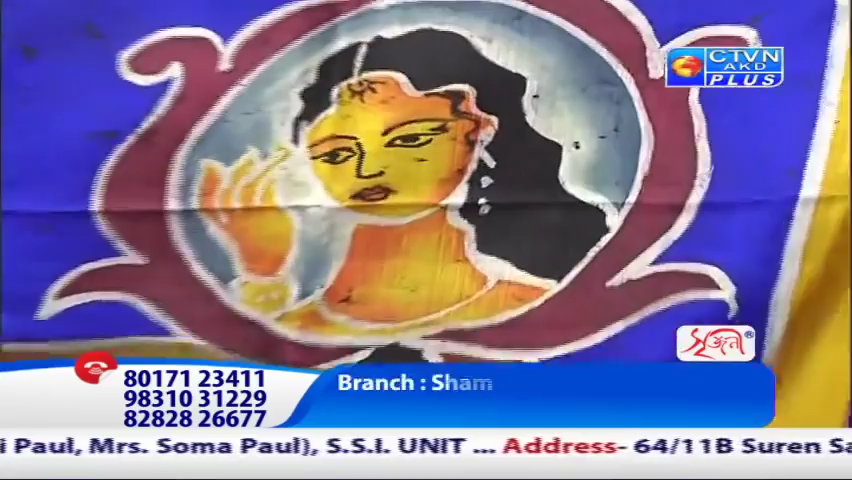 CTVN
AKD
PLUS
সৃঞ্জনী®
80171 23411
98310 31229
82828 26677
Branch : Sham
i Paul, Mrs. Soma Paul), S.S.I. UNIT ... Address- 64/11B Suren Sa